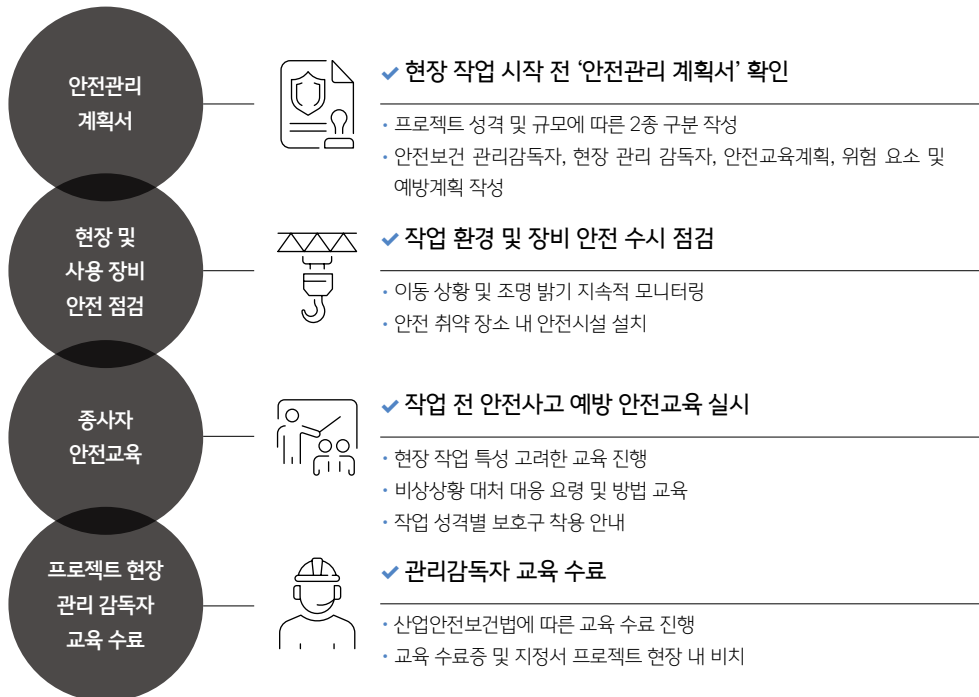 안전관리
계획서
✓ 현장 작업 시작 전 ‘안전관리 계획서’ 확인
· 프로젝트 성격 및 규모에 따른 2종 구분 작성
· 안전보건 관리감독자, 현장 관리 감독자, 안전교육계획, 위험 요소 및
예방계획 작성
현장 및
사용 장비
안전 점검
✓ 작업 환경 및 장비 안전 수시 점검
· 이동 상황 및 조명 밝기 지속적 모니터링
· 안전 취약 장소 내 안전시설 설치
종사자
안전교육
✓ 작업 전 안전사고 예방 안전교육 실시
· 현장 작업 특성 고려한 교육 진행
· 비상상황 대처 대응 요령 및 방법 교육
· 작업 성격별 보호구 착용 안내
프로젝트 현장
관리 감독자
교육 수료
✓ 관리감독자 교육 수료
· 산업안전보건법에 따른 교육 수료 진행
· 교육 수료증 및 지정서 프로젝트 현장 내 비치